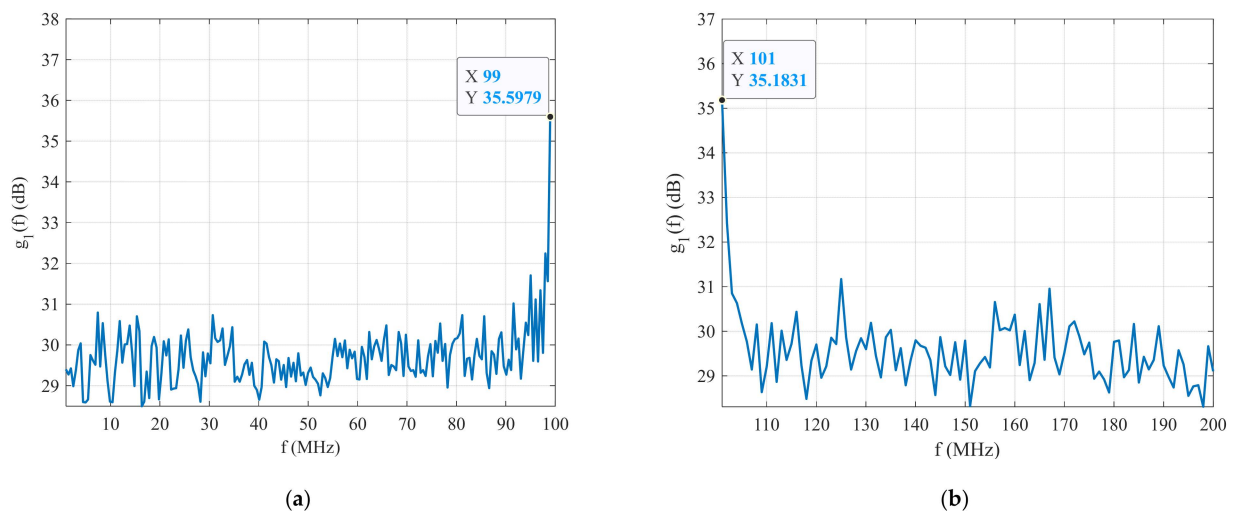 38
37
36
35
34
33
32
31
30
29
g1(f) (dB)
X 99
Y 35.5979
10 20 30 40 50 60 70 80 90 100
f (MHz)
(a)
37
36
35
34
33
32
31
30
29
g1(f) (dB)
X 101
Y 35.1831
110 120 130 140 150 160 170 180 190 200
f (MHz)
(b)